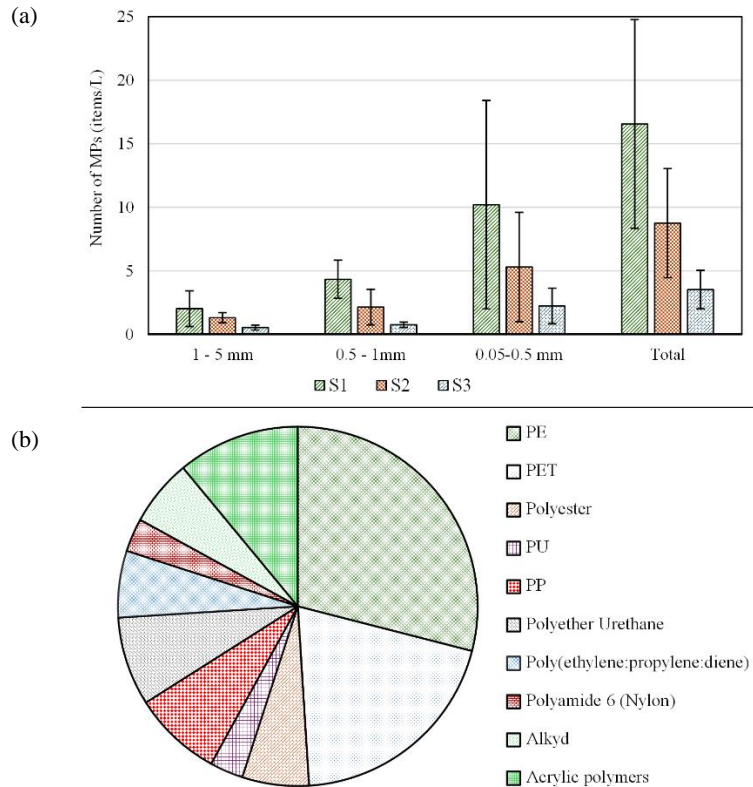 (a)
25
20
15
10
5
0
Number of MPs (items/L)
1 - 5 mm 0.5 - 1mm 0.05-0.5 mm Total
S1 S2 S3
(b)
PE
PET
Polyester
PU
PP
Polyether Urethane
Poly(ethylene:propylene:diene)
Polyamide 6 (Nylon)
Alkyd
Acrylic polymers